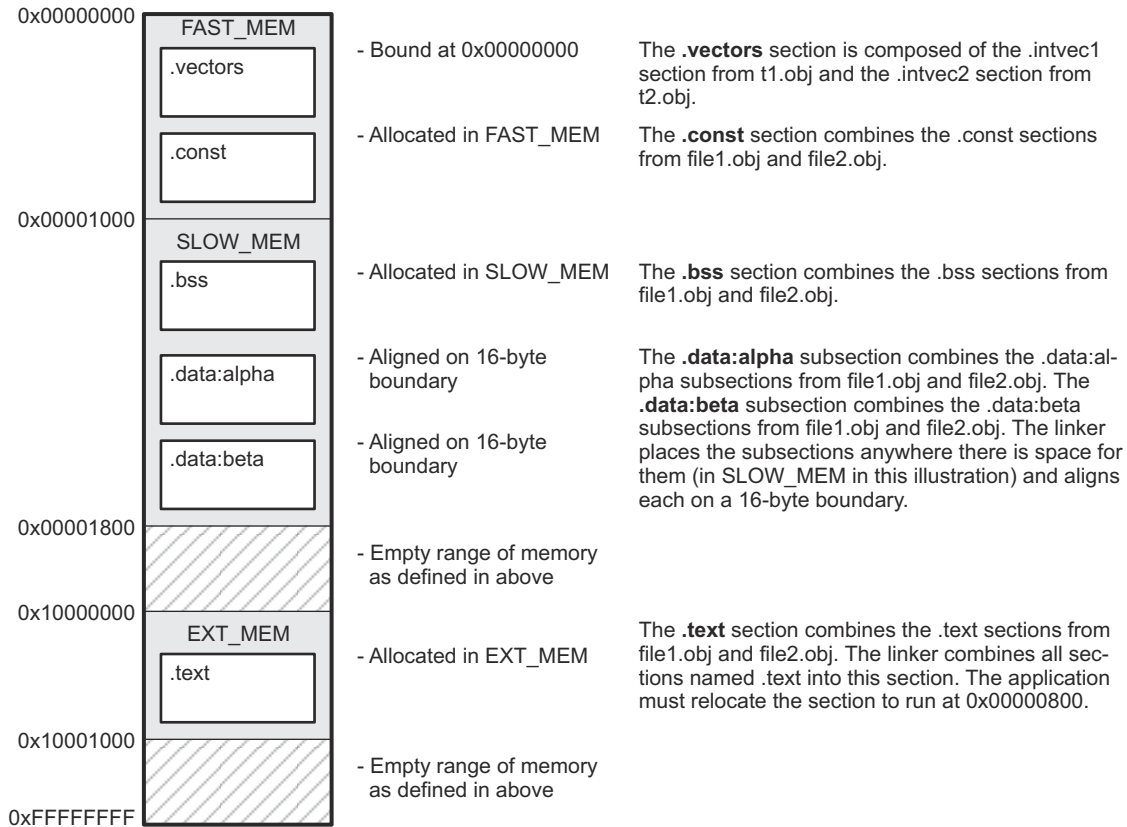 0x00000000
FAST_MEM
.vectors
- Bound at 0x00000000
The .vectors section is composed of the .intvec1
section from t1.obj and the .intvec2 section from
t2.obj.
.const
- Allocated in FAST_MEM
The .const section combines the .const sections
from file1.obj and file2.obj.
0x00001000
SLOW_MEM
.bss
- Allocated in SLOW_MEM
The .bss section combines the .bss sections from
file1.obj and file2.obj.
.data:alpha
- Aligned on 16-byte
boundary
The .data:alpha subsection combines the .data:al-
pha subsections from file1.obj and file2.obj. The
.data:beta subsection combines the .data:beta
subsections from file1.obj and file2.obj. The linker
places the subsections anywhere there is space for
them (in SLOW_MEM in this illustration) and aligns
each on a 16-byte boundary.
.data:beta
- Aligned on 16-byte
boundary
0x00001800
- Empty range of memory
as defined in above
0x10000000
EXT_MEM
.text
- Allocated in EXT_MEM
The .text section combines the .text sections from
file1.obj and file2.obj. The linker combines all sec-
tions named .text into this section. The application
must relocate the section to run at 0x00000800.
0x10001000
- Empty range of memory
as defined in above
0xFFFFFFFF